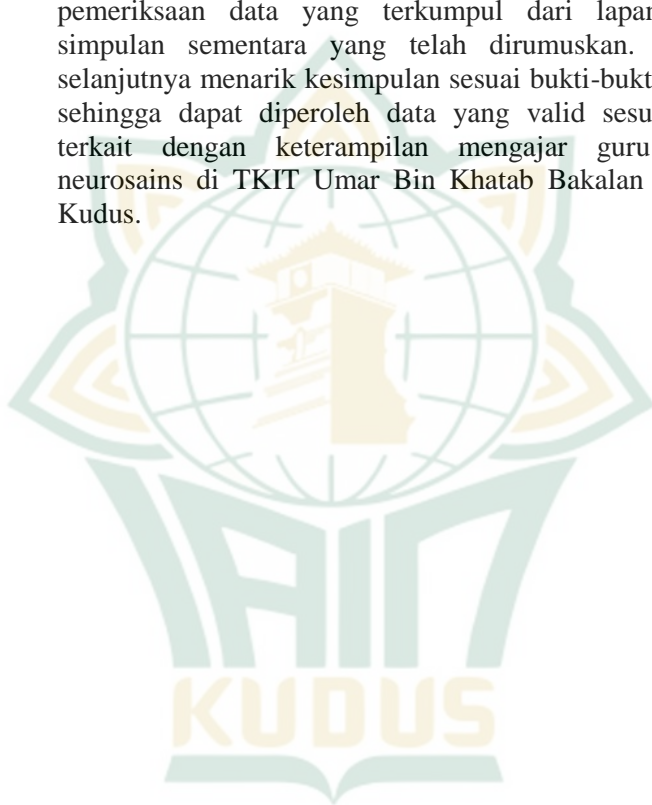 pemeriksaan data yang terkumpul dari lapan
simpulan sementara yang telah dirumuskan.
selanjutnya menarik kesimpulan sesuai bukti-bukt
sehingga dapat diperoleh data yang valid sesu
terkait dengan keterampilan mengajar guru
neurosains di TKIT Umar Bin Khatab Bakalan
Kudus.
IAIN
KUDUS